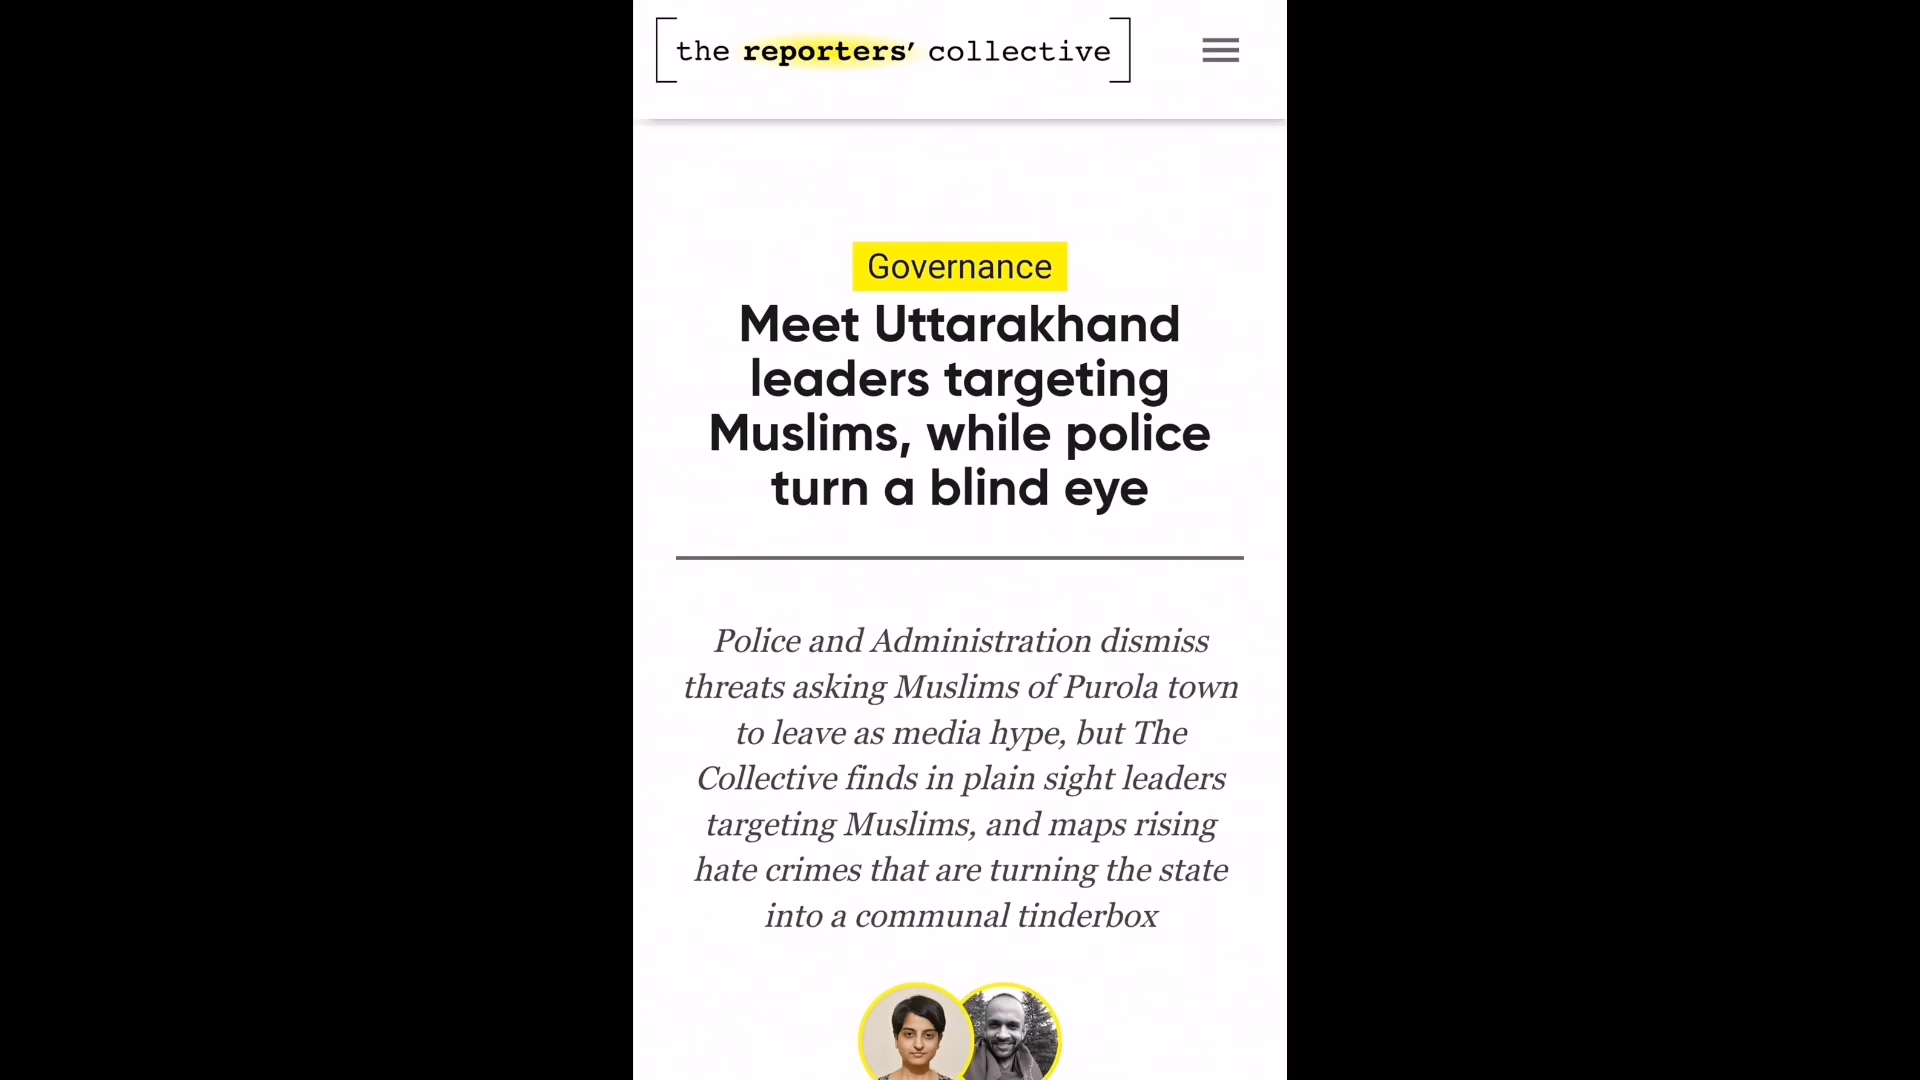 the reporters' collective
Governance
Meet Uttarakhand
leaders targeting
Muslims, while police
turn a blind eye
Police and Administration dismiss
threats asking Muslims of Purola town
to leave as media hype, but The
Collective finds in plain sight leaders
targeting Muslims, and maps rising
hate crimes that are turning the state
into a communal tinderbox